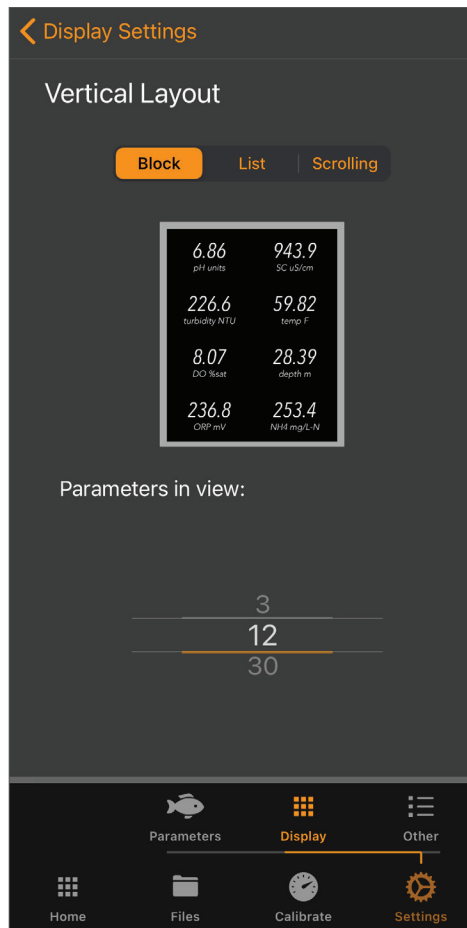 Display Settings
Vertical Layout
Block List Scrolling
6.86 943.9
pH units SC uS/cm
226.6 59.82
turbidity NTU temp F
8.07 28.39
DO %sat depth m
236.8 253.4
ORP mV NH4 mg/L-N
Parameters in view:
3
12
30
Parameters Display Other
Home Files Calibrate Settings